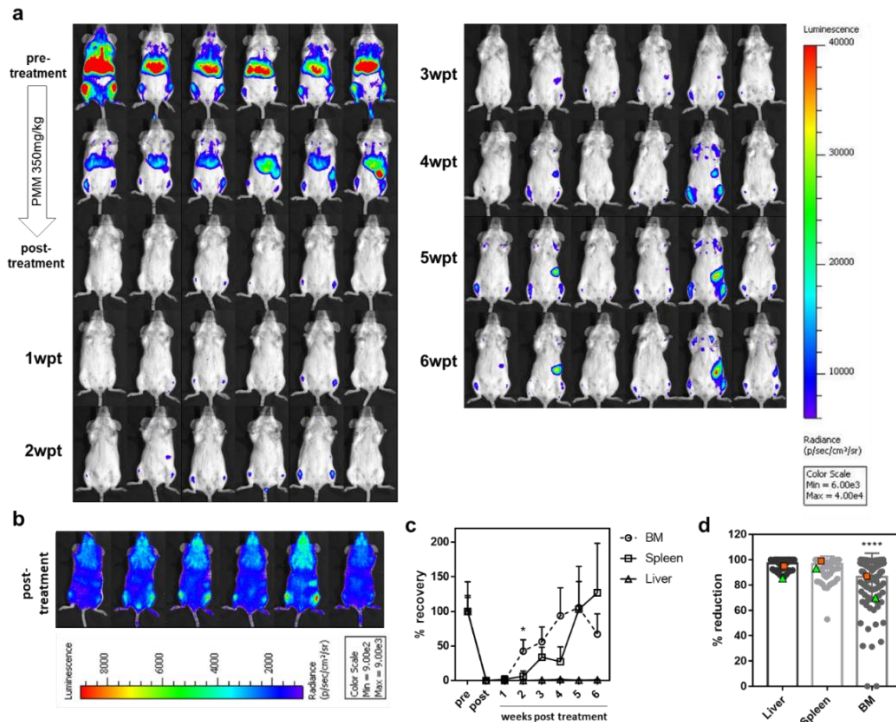 a
pre-
treatment
PMM 350mg/kg
post-
treatment
1wpt
2wpt
3wpt
4wpt
5wpt
6wpt
Luminescence
40000
30000
20000
10000
Radiance
(p/sec/cm²/sr)
Color Scale
Min = 6.00e3
Max = 4.00e4
b
post-
treatment
Luminescence
8000
6000
4000
2000
Radiance
(p/sec/cm²/sr)
Color Scale
Min = 9.00e2
Max = 9.00e3
c
% recovery
200
150
100
50
0
BM
Spleen
Liver
*
pre
post
1
2
3
4
5
6
weeks post treatment
d
% reduction
120
100
80
60
40
20
0
****
Liver
Spleen
BM